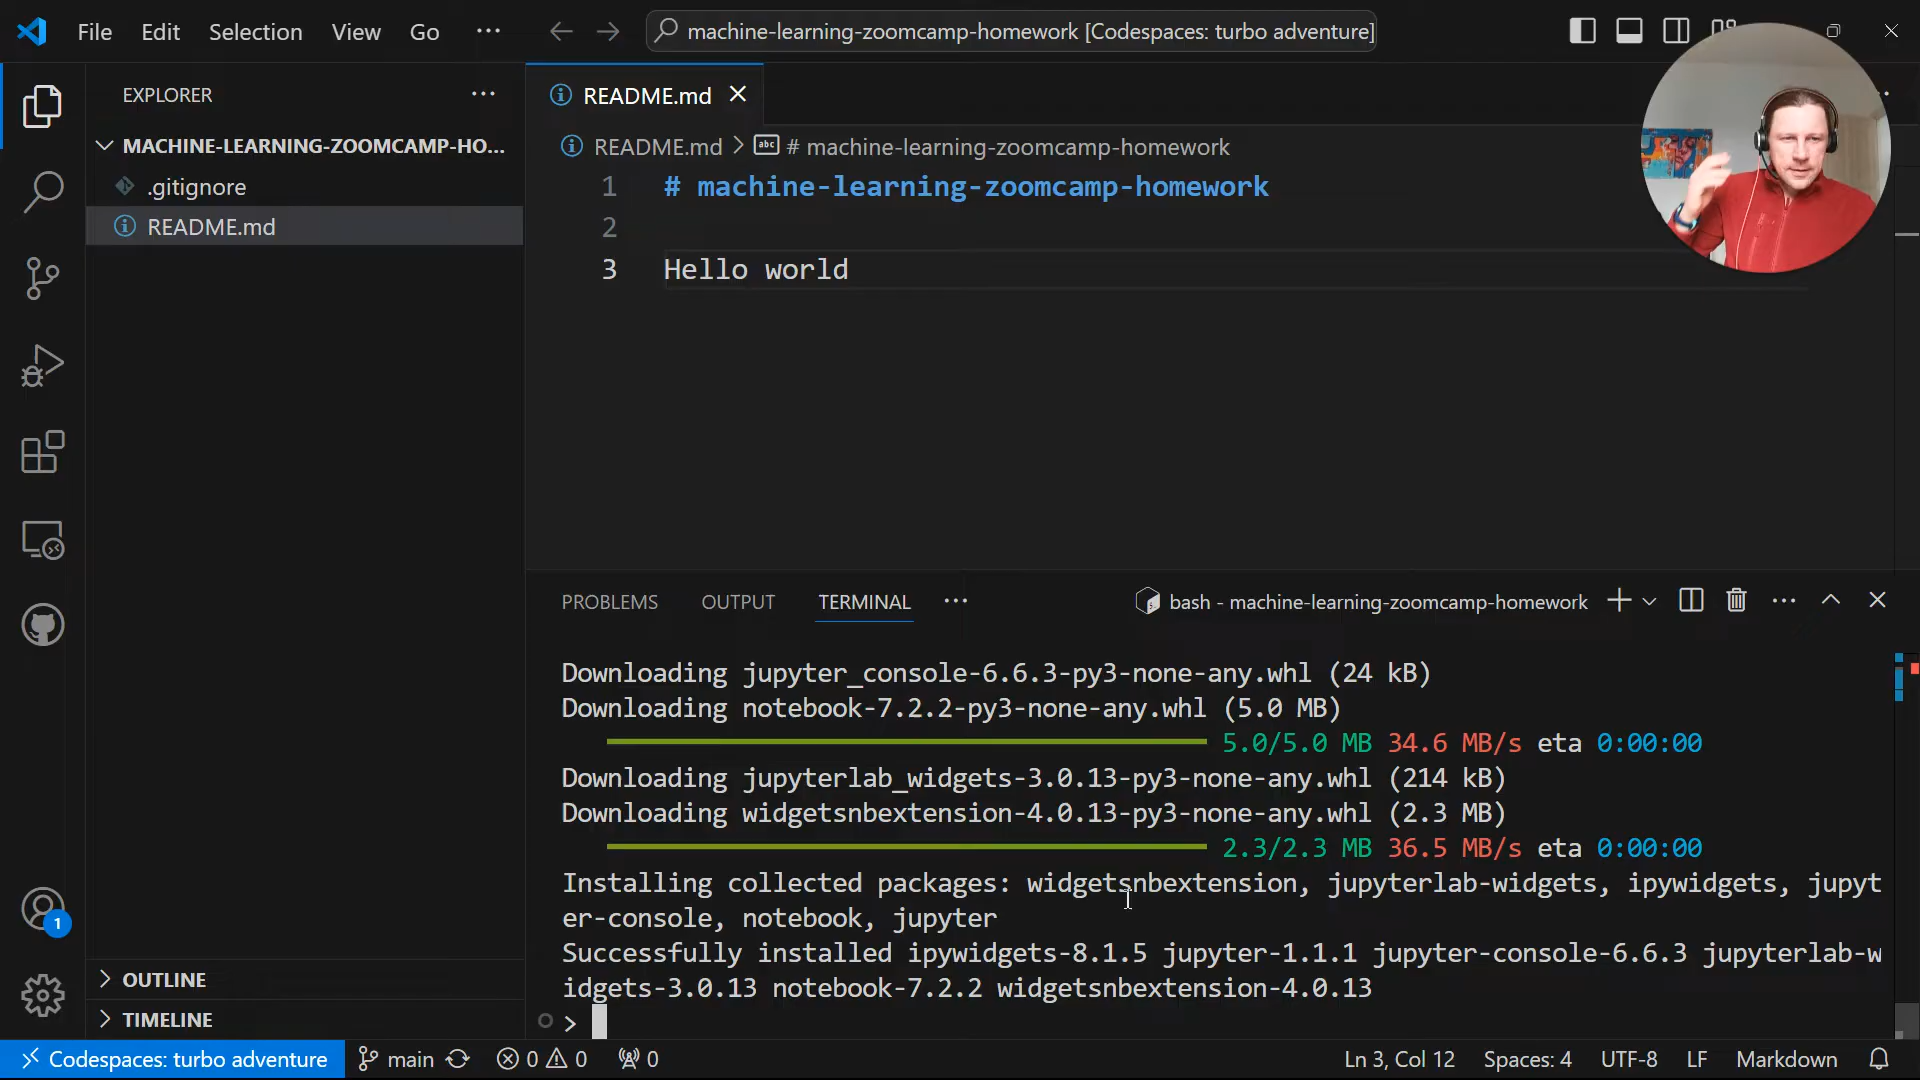 File Edit Selection View Go ··· machine-learning-zoomcamp-homework [Codespaces: turbo adventure]
EXPLORER ···
MACHINE-LEARNING-ZOOMCAMP-HO...
.gitignore
README.md
README.md
README.md > # machine-learning-zoomcamp-homework
1 # machine-learning-zoomcamp-homework
2
3 Hello world
PROBLEMS OUTPUT TERMINAL ··· bash - machine-learning-zoomcamp-homework
Downloading jupyter_console-6.6.3-py3-none-any.whl (24 kB)
Downloading notebook-7.2.2-py3-none-any.whl (5.0 MB)
5.0/5.0 MB 34.6 MB/s eta 0:00:00
Downloading jupyterlab_widgets-3.0.13-py3-none-any.whl (214 kB)
Downloading widgetsnbextension-4.0.13-py3-none-any.whl (2.3 MB)
2.3/2.3 MB 36.5 MB/s eta 0:00:00
Installing collected packages: widgetsnbextension, jupyterlab-widgets, ipywidgets, jupyt
er-console, notebook, jupyter
Successfully installed ipywidgets-8.1.5 jupyter-1.1.1 jupyter-console-6.6.3 jupyterlab-w
idgets-3.0.13 notebook-7.2.2 widgetsnbextension-4.0.13
>
1
OUTLINE
TIMELINE
Codespaces: turbo adventure main 0 0 0 Ln 3, Col 12 Spaces: 4 UTF-8 LF Markdown